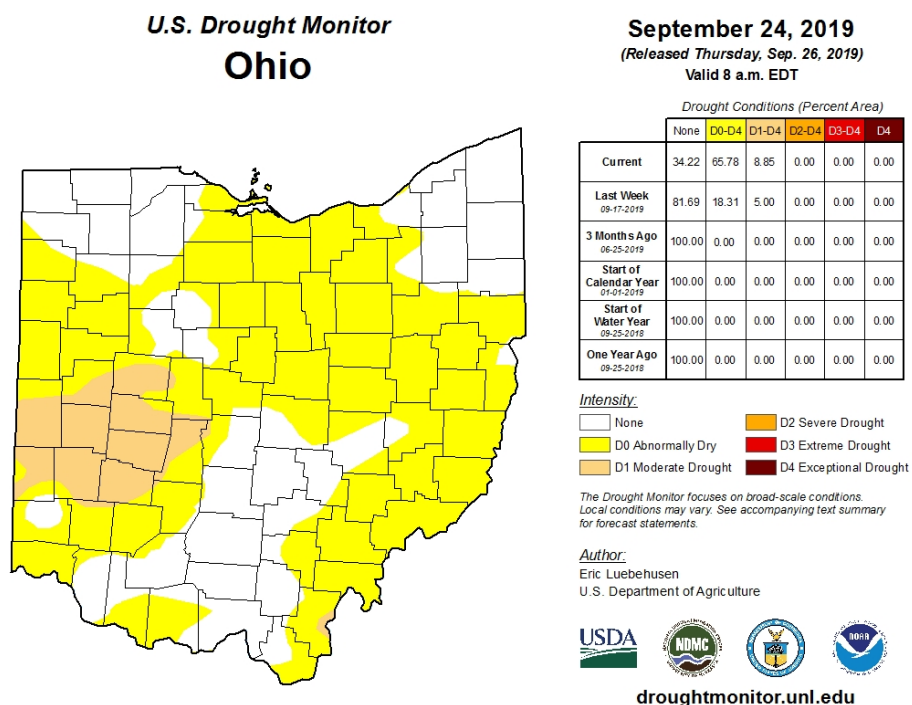 U.S. Drought Monitor
Ohio
September 24, 2019
(Released Thursday, Sep. 26, 2019)
Valid 8 a.m. EDT
Drought Conditions (Percent Area)
None D0-D4 D1-D4 D2-D4 D3-D4 D4
Current 34.22 65.78 8.85 0.00 0.00 0.00
Last Week 81.69 18.31 5.00 0.00 0.00 0.00
09-17-2019
3 Months Ago 100.00 0.00 0.00 0.00 0.00 0.00
06-25-2019
Start of
Calendar Year 100.00 0.00 0.00 0.00 0.00 0.00
01-01-2019
Start of
Water Year 100.00 0.00 0.00 0.00 0.00 0.00
09-25-2018
One Year Ago 100.00 0.00 0.00 0.00 0.00 0.00
09-25-2018
Intensity:
None
D0 Abnormally Dry
D1 Moderate Drought
D2 Severe Drought
D3 Extreme Drought
D4 Exceptional Drought
The Drought Monitor focuses on broad-scale conditions.
Local conditions may vary. See accompanying text summary
for forecast statements.
Author:
Eric Luebehusen
U.S. Department of Agriculture
USDA
NDMC
NOAA
droughtmonitor.unl.edu